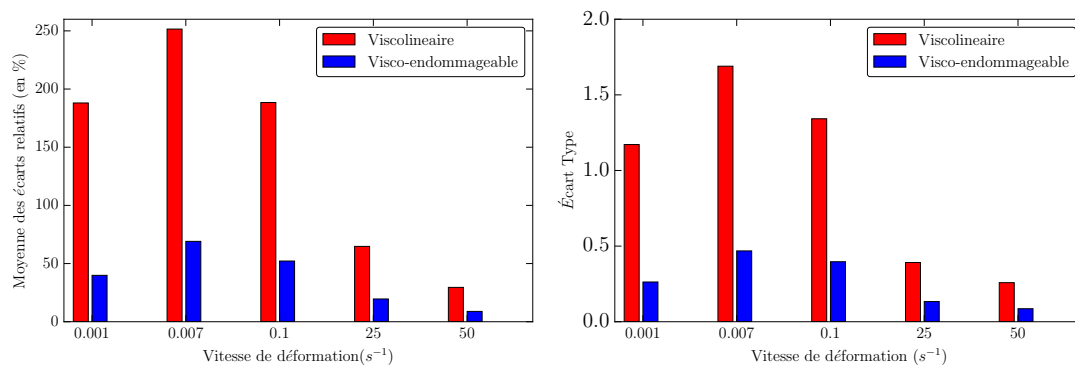 Moyenne des écarts relatifs (en %)
250
200
150
100
50
0
Viscolineaire
Visco-endommageable
0.001 0.007 0.1 25 50
Vitesse de déformation(s⁻¹)
Écart Type
2.0
1.5
1.0
0.5
0.0
Viscolineaire
Visco-endommageable
0.001 0.007 0.1 25 50
Vitesse de déformation (s⁻¹)